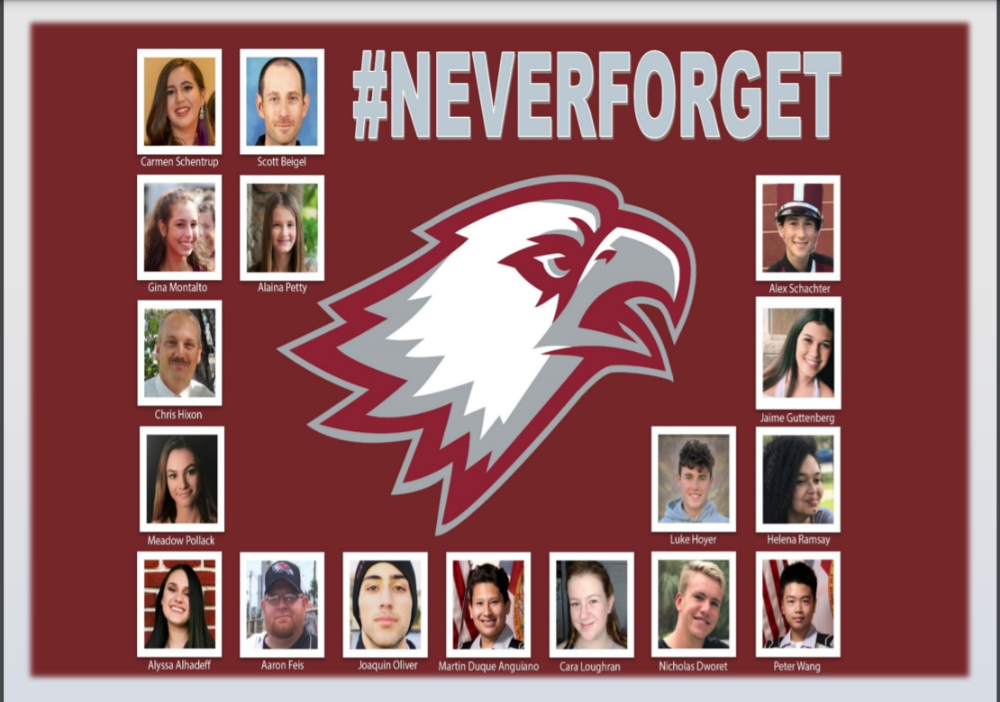 #NEVERFORGET
Carmen Schentrup
Scott Beigel
Gina Montalto
Alaina Petty
Alex Schachter
Chris Hixon
Jaime Guttenberg
Meadow Pollack
Luke Hoyer
Helena Ramsay
Alyssa Alhadeff
Aaron Feis
Joaquin Oliver
Martin Duque Anguiano
Cara Loughran
Nicholas Dworet
Peter Wang